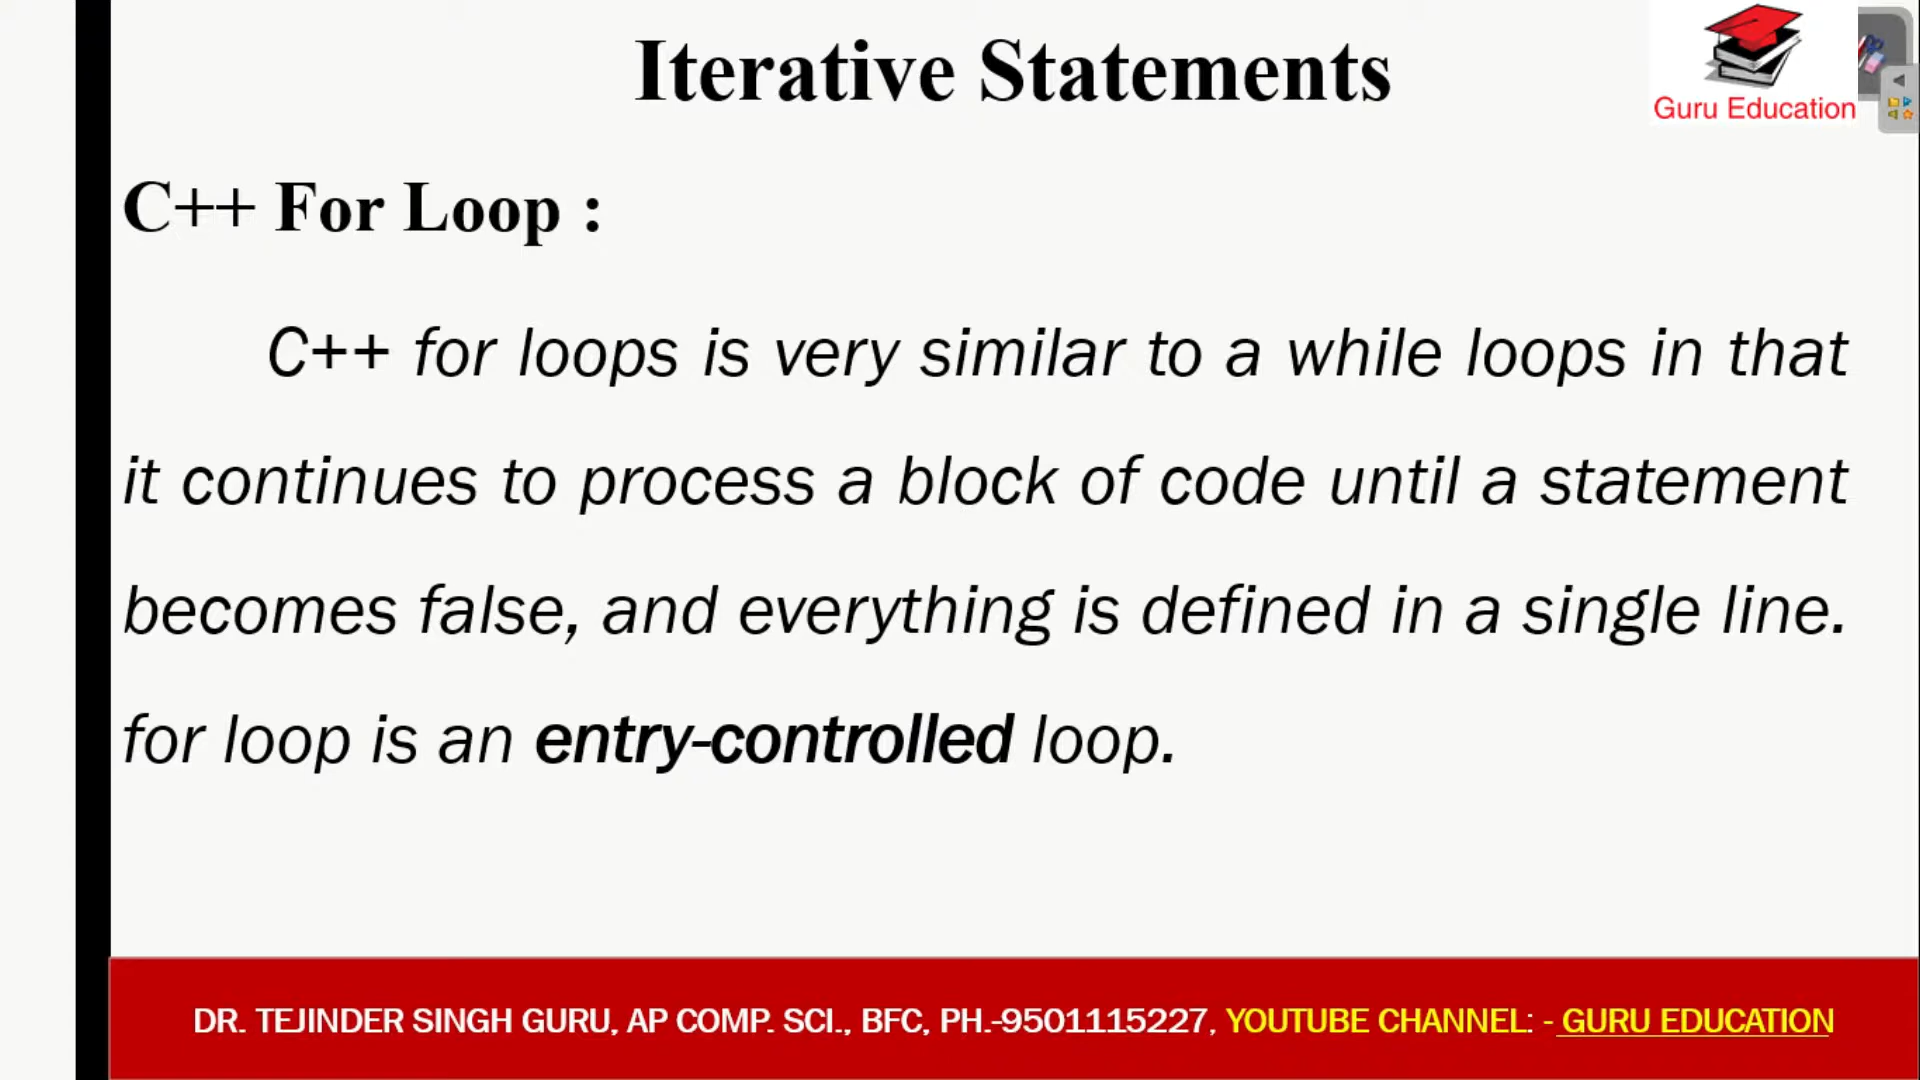 Iterative Statements
Guru Education
C++ For Loop :
C++ for loops is very similar to a while loops in that
it continues to process a block of code until a statement
becomes false, and everything is defined in a single line.
for loop is an entry-controlled loop.
DR. TEJINDER SINGH GURU, AP COMP. SCI., BFC, PH.-9501115227, YOUTUBE CHANNEL: - GURU EDUCATION